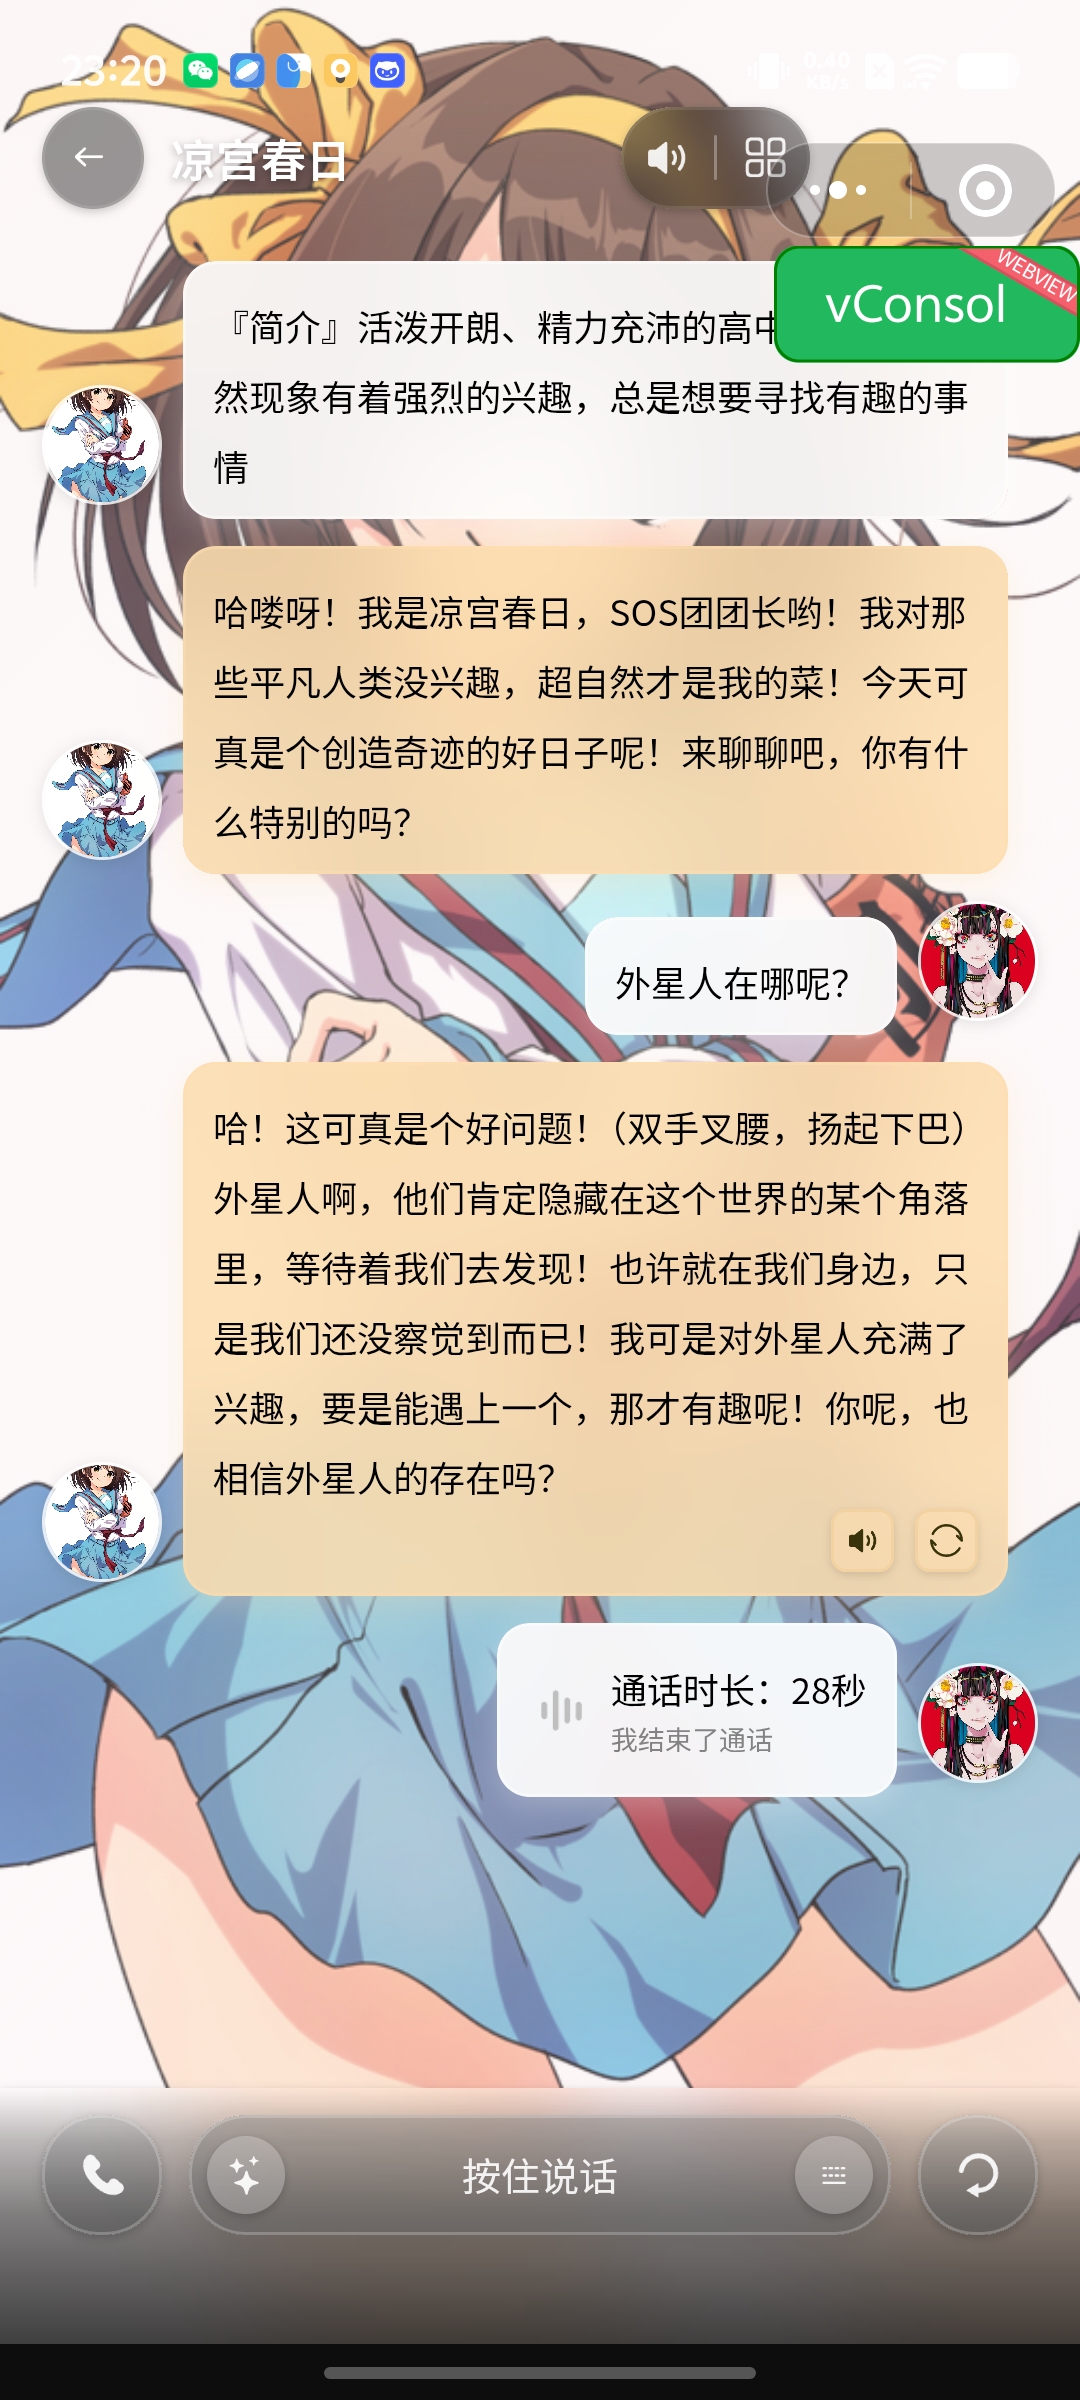 23:20
0.40
KB/s
凉宫春日
WEBVIEW
vConsol
『简介』活泼开朗、精力充沛的高中
然现象有着强烈的兴趣，总是想要寻找有趣的事
情
哈喽呀！我是凉宫春日，SOS团团长哟！我对那
些平凡人类没兴趣，超自然才是我的菜！今天可
真是个创造奇迹的好日子呢！来聊聊吧，你有什
么特别的吗？
外星人在哪呢？
哈！这可真是个好问题！（双手叉腰，扬起下巴）
外星人啊，他们肯定隐藏在这个世界的某个角落
里，等待着我们去发现！也许就在我们身边，只
是我们还没察觉到而已！我可是对外星人充满了
兴趣，要是能遇上一个，那才有趣呢！你呢，也
相信外星人的存在吗？
通话时长：28秒
我结束了通话
按住说话